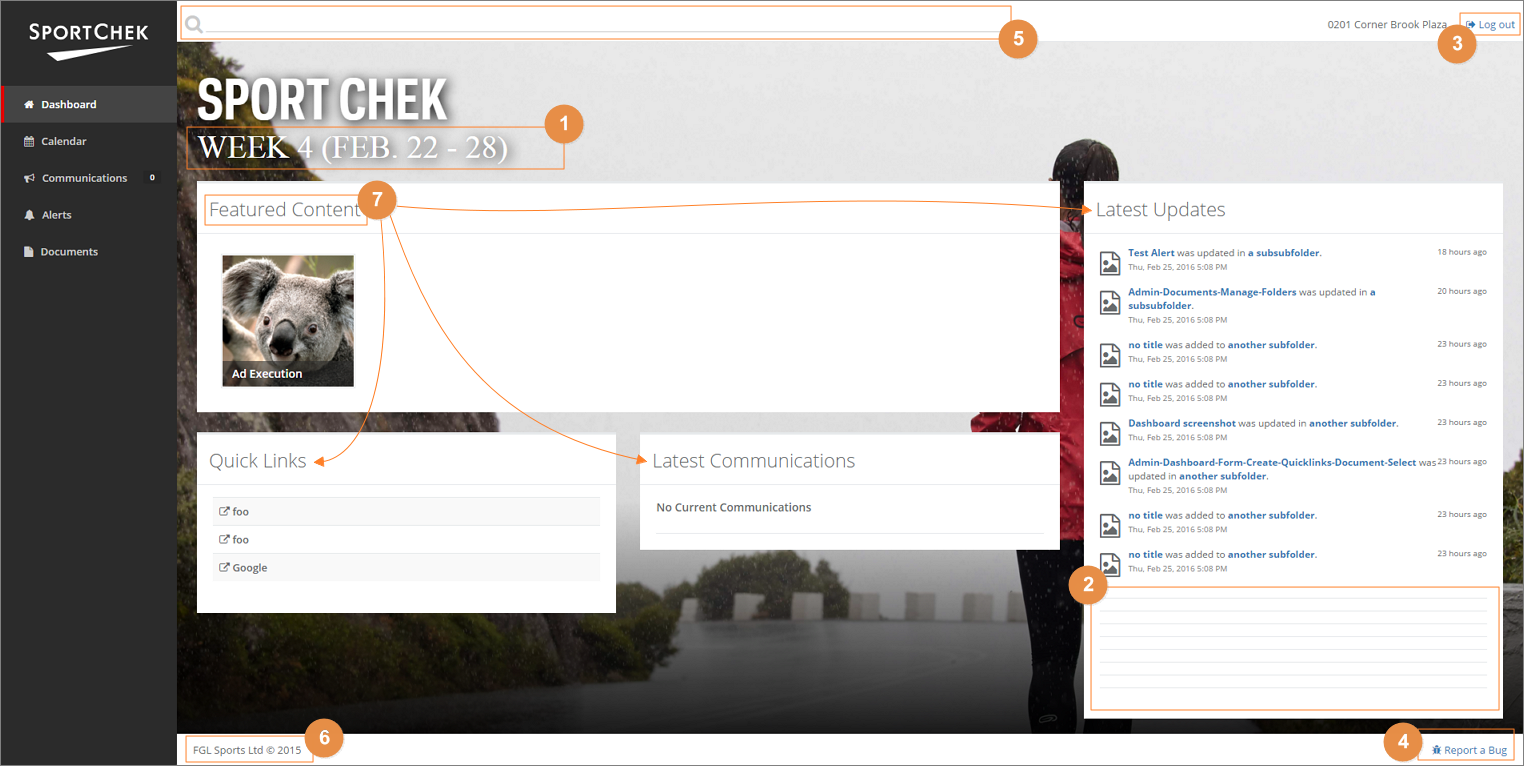 SPORTCHEK
Dashboard
Calendar
Communications 0
Alerts
Documents
5
0201 Corner Brook Plaza
Log out
3
SPORT CHEK
WEEK 4 (FEB. 22 - 28)
1
Featured Content
7
Ad Execution
Quick Links
foo
foo
Google
Latest Communications
No Current Communications
Latest Updates
Test Alert was updated in a subsubfolder. 18 hours ago
Thu, Feb 25, 2016 5:08 PM
Admin-Documents-Manage-Folders was updated in a 20 hours ago
subsubfolder.
Thu, Feb 25, 2016 5:08 PM
no title was added to another subfolder. 23 hours ago
Thu, Feb 25, 2016 5:08 PM
no title was added to another subfolder. 23 hours ago
Thu, Feb 25, 2016 5:08 PM
Dashboard screenshot was updated in another subfolder. 23 hours ago
Thu, Feb 25, 2016 5:08 PM
Admin-Dashboard-Form-Create-Quicklinks-Document-Select was 23 hours ago
updated in another subfolder.
Thu, Feb 25, 2016 5:08 PM
no title was added to another subfolder. 23 hours ago
Thu, Feb 25, 2016 5:08 PM
no title was added to another subfolder. 23 hours ago
Thu, Feb 25, 2016 5:08 PM
2
FGL Sports Ltd © 2015
6
4
Report a Bug